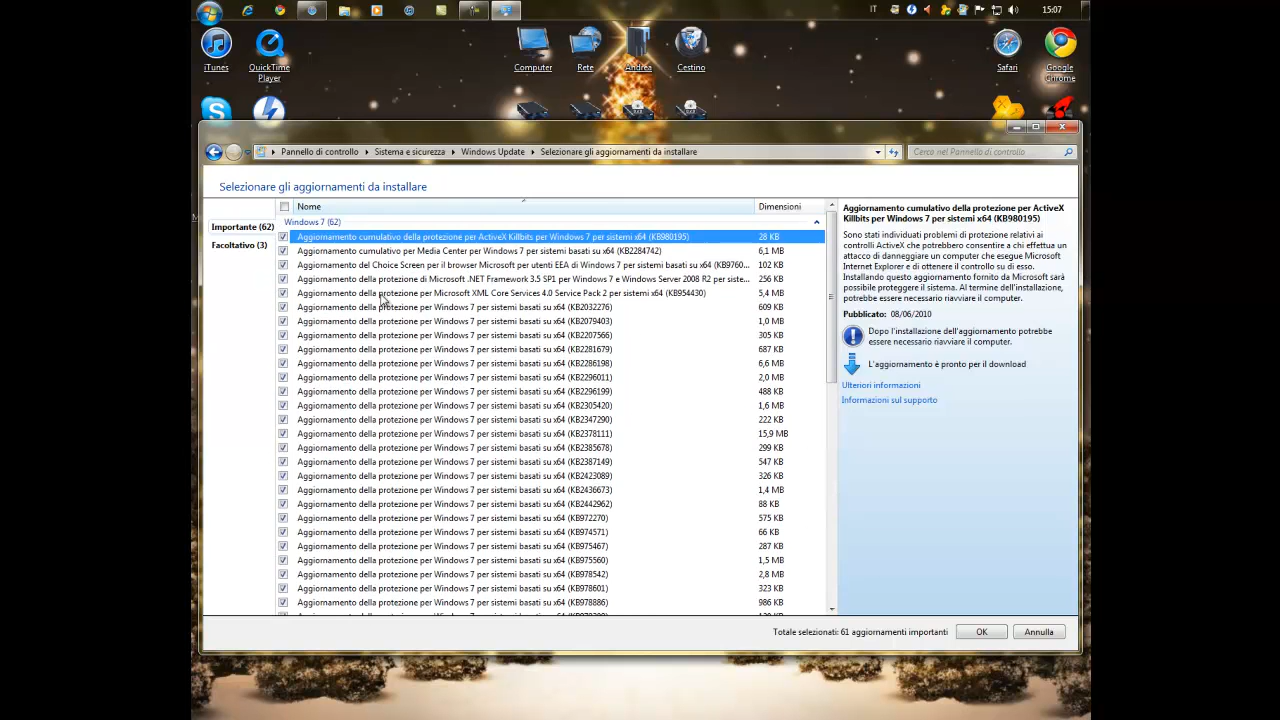 IT
15:07
iTunes
QuickTime
Player
Computer
Rete
Andrea
Cestino
Safari
Google
Chrome
Pannello di controllo
Sistema e sicurezza
Windows Update
Selezionare gli aggiornamenti da installare
Cerca nel Pannello di controllo
Selezionare gli aggiornamenti da installare
Importante (62)
Facoltativo (3)
Nome Dimensioni
Windows 7 (62)
Aggiornamento cumulativo della protezione per ActiveX Killbits per Windows 7 per sistemi x64 (KB980195) 28 KB
Aggiornamento cumulativo per Media Center per Windows 7 per sistemi basati su x64 (KB2284742) 6,1 MB
Aggiornamento del Choice Screen per il browser Microsoft per utenti EEA di Windows 7 per sistemi basati su x64 (KB9760... 102 KB
Aggiornamento della protezione di Microsoft .NET Framework 3.5 SP1 per Windows 7 e Windows Server 2008 R2 per siste... 256 KB
Aggiornamento della protezione per Microsoft XML Core Services 4.0 Service Pack 2 per sistemi x64 (KB954430) 5,4 MB
Aggiornamento della protezione per Windows 7 per sistemi basati su x64 (KB2032276) 609 KB
Aggiornamento della protezione per Windows 7 per sistemi basati su x64 (KB2079403) 1,0 MB
Aggiornamento della protezione per Windows 7 per sistemi basati su x64 (KB2207566) 305 KB
Aggiornamento della protezione per Windows 7 per sistemi basati su x64 (KB2281679) 687 KB
Aggiornamento della protezione per Windows 7 per sistemi basati su x64 (KB2286198) 6,6 MB
Aggiornamento della protezione per Windows 7 per sistemi basati su x64 (KB2296011) 2,0 MB
Aggiornamento della protezione per Windows 7 per sistemi basati su x64 (KB2296199) 488 KB
Aggiornamento della protezione per Windows 7 per sistemi basati su x64 (KB2305420) 1,6 MB
Aggiornamento della protezione per Windows 7 per sistemi basati su x64 (KB2347290) 222 KB
Aggiornamento della protezione per Windows 7 per sistemi basati su x64 (KB2378111) 15,9 MB
Aggiornamento della protezione per Windows 7 per sistemi basati su x64 (KB2385678) 299 KB
Aggiornamento della protezione per Windows 7 per sistemi basati su x64 (KB2387149) 547 KB
Aggiornamento della protezione per Windows 7 per sistemi basati su x64 (KB2423089) 326 KB
Aggiornamento della protezione per Windows 7 per sistemi basati su x64 (KB2436673) 1,4 MB
Aggiornamento della protezione per Windows 7 per sistemi basati su x64 (KB2442962) 88 KB
Aggiornamento della protezione per Windows 7 per sistemi basati su x64 (KB972270) 575 KB
Aggiornamento della protezione per Windows 7 per sistemi basati su x64 (KB974571) 66 KB
Aggiornamento della protezione per Windows 7 per sistemi basati su x64 (KB975467) 287 KB
Aggiornamento della protezione per Windows 7 per sistemi basati su x64 (KB975560) 1,5 MB
Aggiornamento della protezione per Windows 7 per sistemi basati su x64 (KB978542) 2,8 MB
Aggiornamento della protezione per Windows 7 per sistemi basati su x64 (KB978601) 323 KB
Aggiornamento della protezione per Windows 7 per sistemi basati su x64 (KB978886) 986 KB
Aggiornamento cumulativo della protezione per ActiveX
Killbits per Windows 7 per sistemi x64 (KB980195)
Sono stati individuati problemi di protezione relativi ai
controlli ActiveX che potrebbero consentire a chi effettua un
attacco di danneggiare un computer che esegue Microsoft
Internet Explorer e di ottenere il controllo su di esso.
Installando questo aggiornamento fornito da Microsoft sarà
possibile proteggere il sistema. Al termine dell'installazione,
potrebbe essere necessario riavviare il computer.
Pubblicato: 08/06/2010
Dopo l'installazione dell'aggiornamento potrebbe
essere necessario riavviare il computer.
L'aggiornamento è pronto per il download
Ulteriori informazioni
Informazioni sul supporto
Totale selezionati: 61 aggiornamenti importanti
OK
Annulla